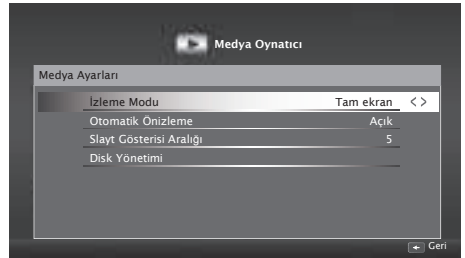 Medya Oynatıcı
Medya Ayarları
İzleme Modu Tam ekran < >
Otomatik Önizleme Açık
Slayt Gösterisi Aralığı 5
Disk Yönetimi
Geri